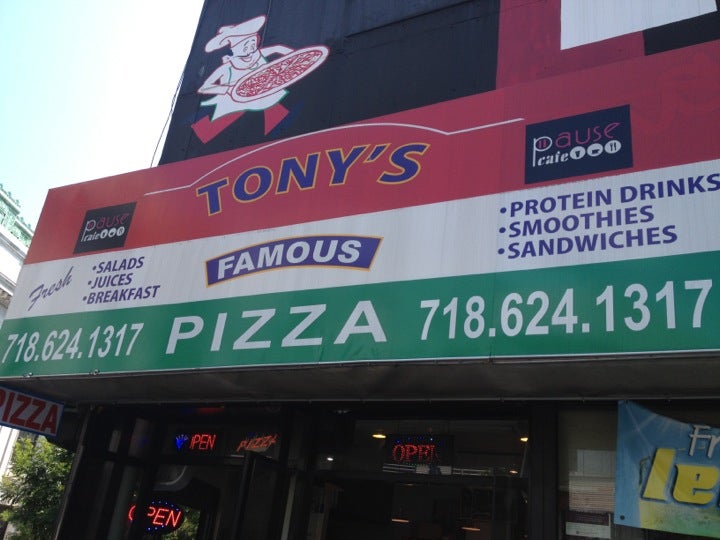 TONY'S
pause
cafe
pause
cafe
FAMOUS
Fresh
•SALADS
•JUICES
•BREAKFAST
•PROTEIN DRINKS
•SMOOTHIES
•SANDWICHES
718.624.1317 PIZZA 718.624.1317
PIZZA
OPEN
PIZZA
OPEN
OPEN